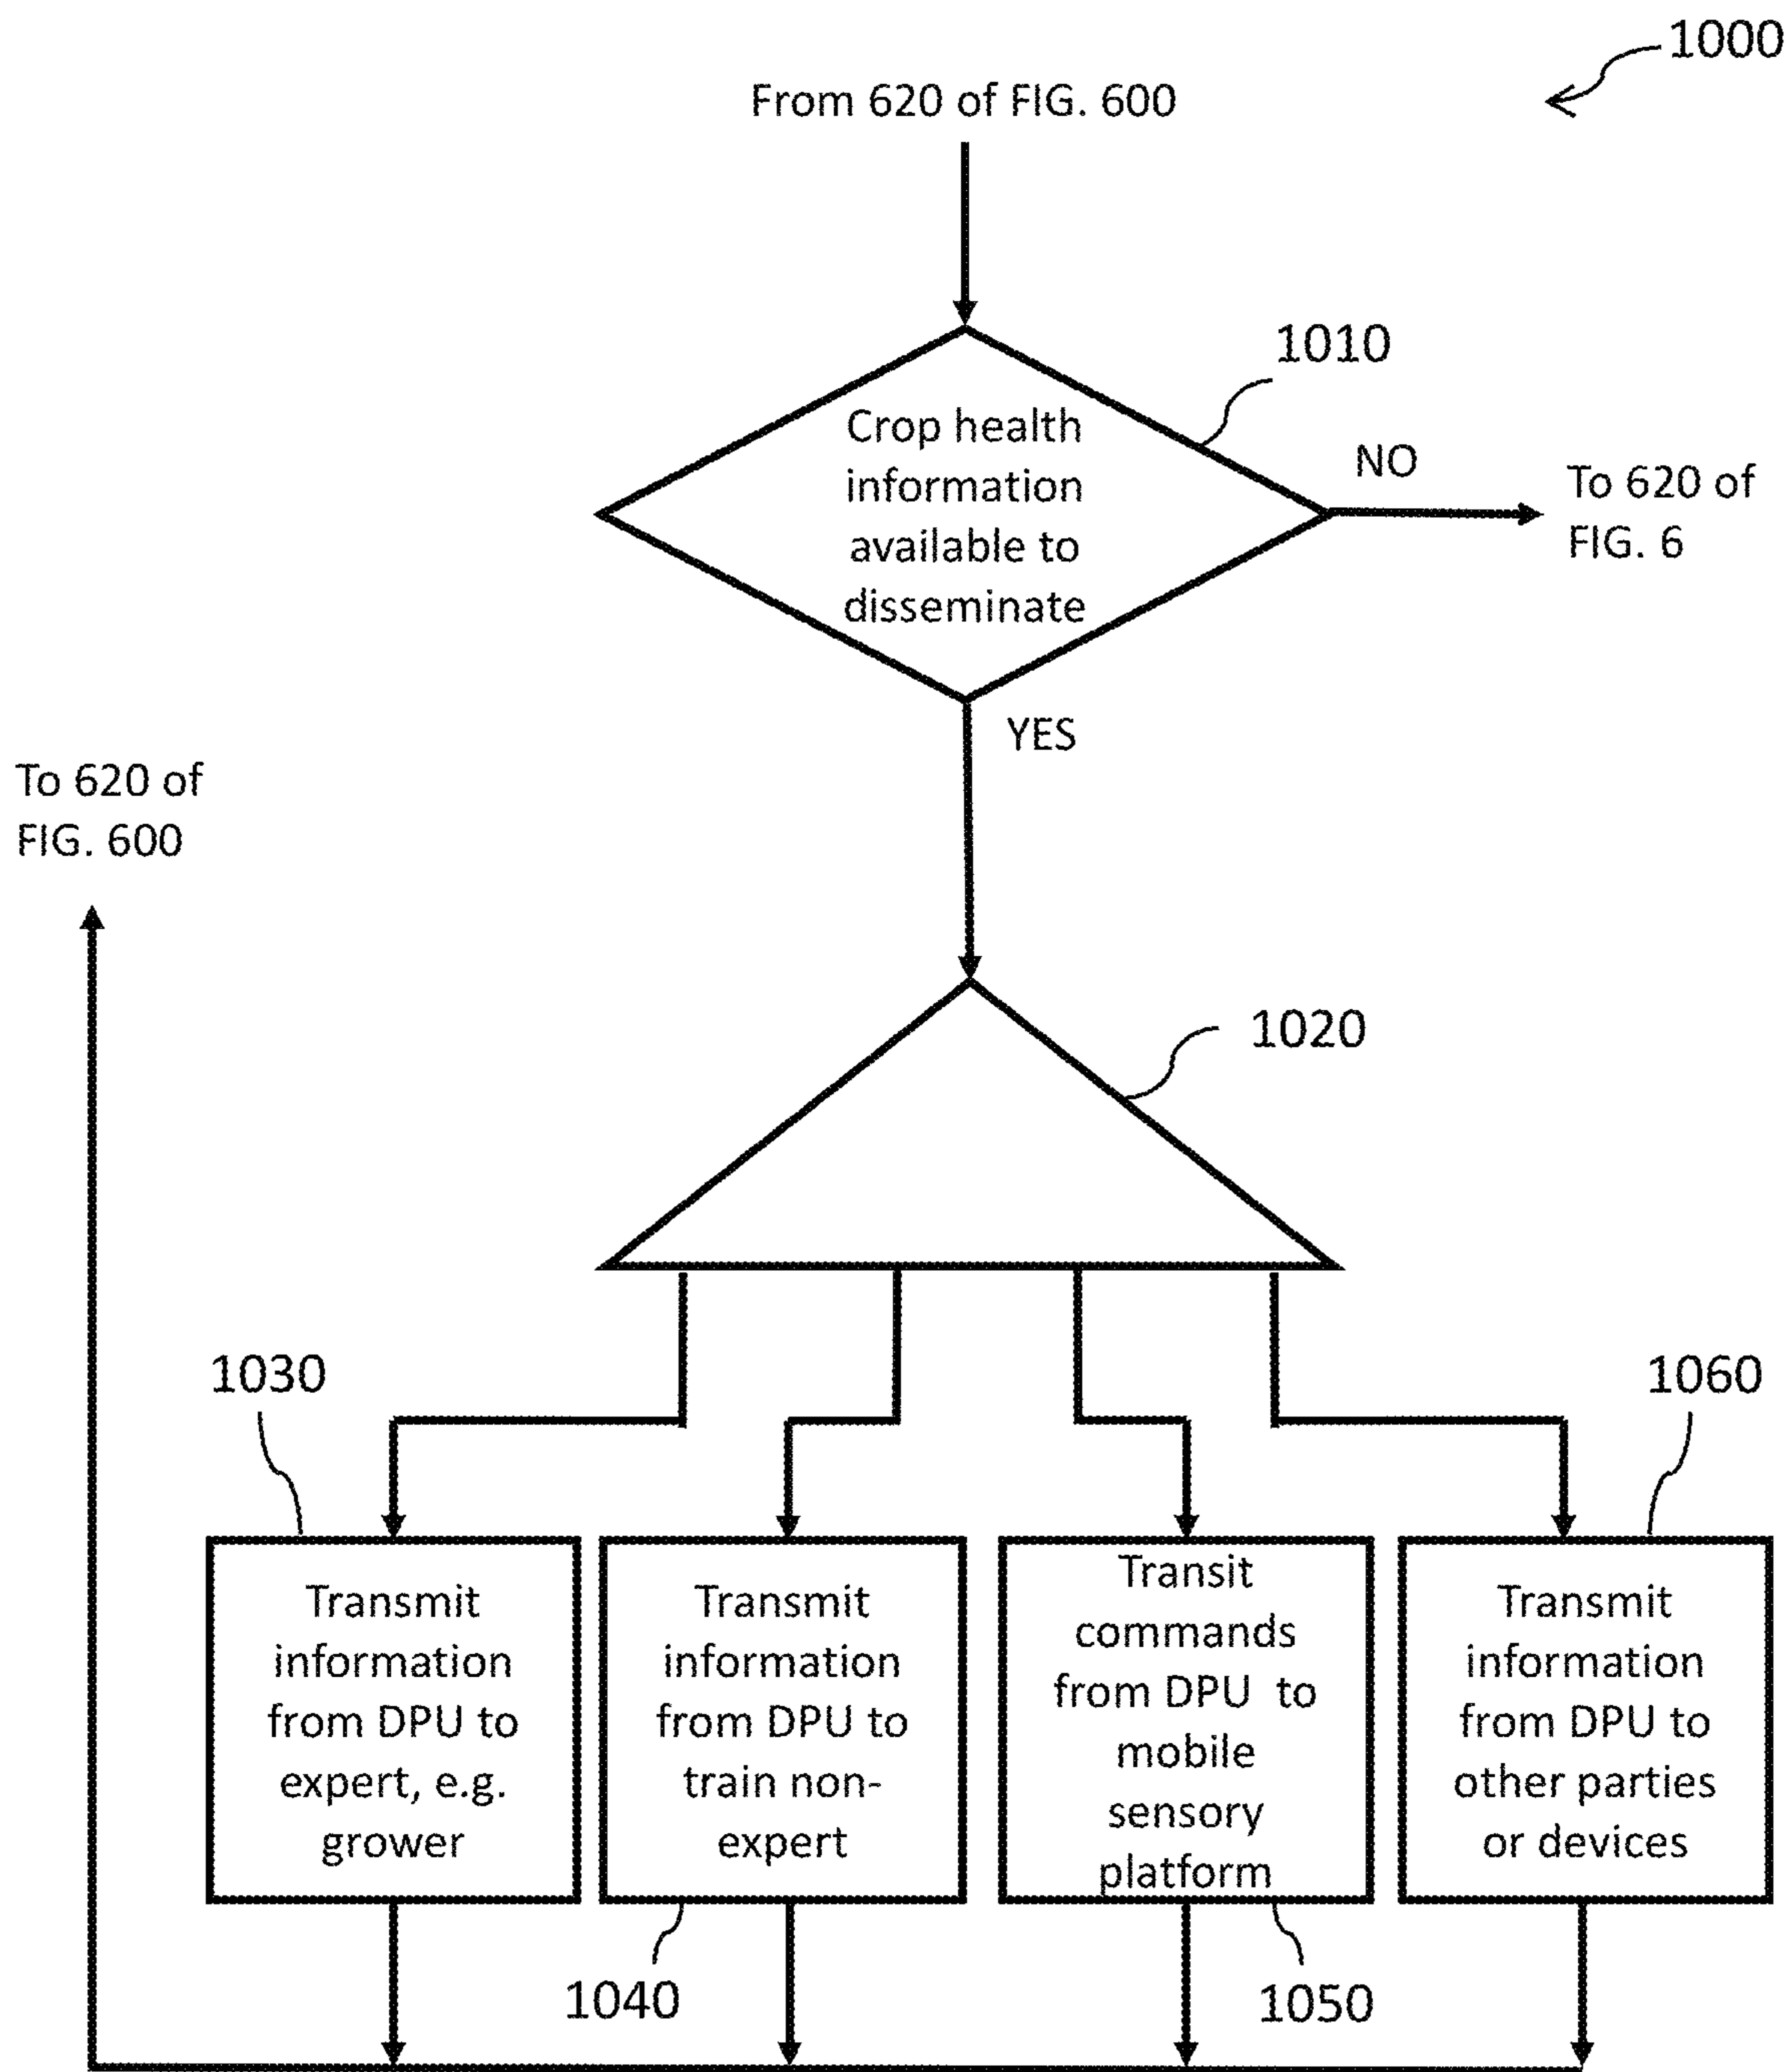 1000
From 620 of FIG. 600
1010
Crop health
information
available to
disseminate
NO
To 620 of
FIG. 6
YES
To 620 of
FIG. 600
1020
1030
1060
Transmit
information
from DPU to
expert, e.g.
grower
Transmit
information
from DPU to
train non-
expert
Transit
commands
from DPU to
mobile
sensory
platform
Transmit
information
from DPU to
other parties
or devices
1040
1050